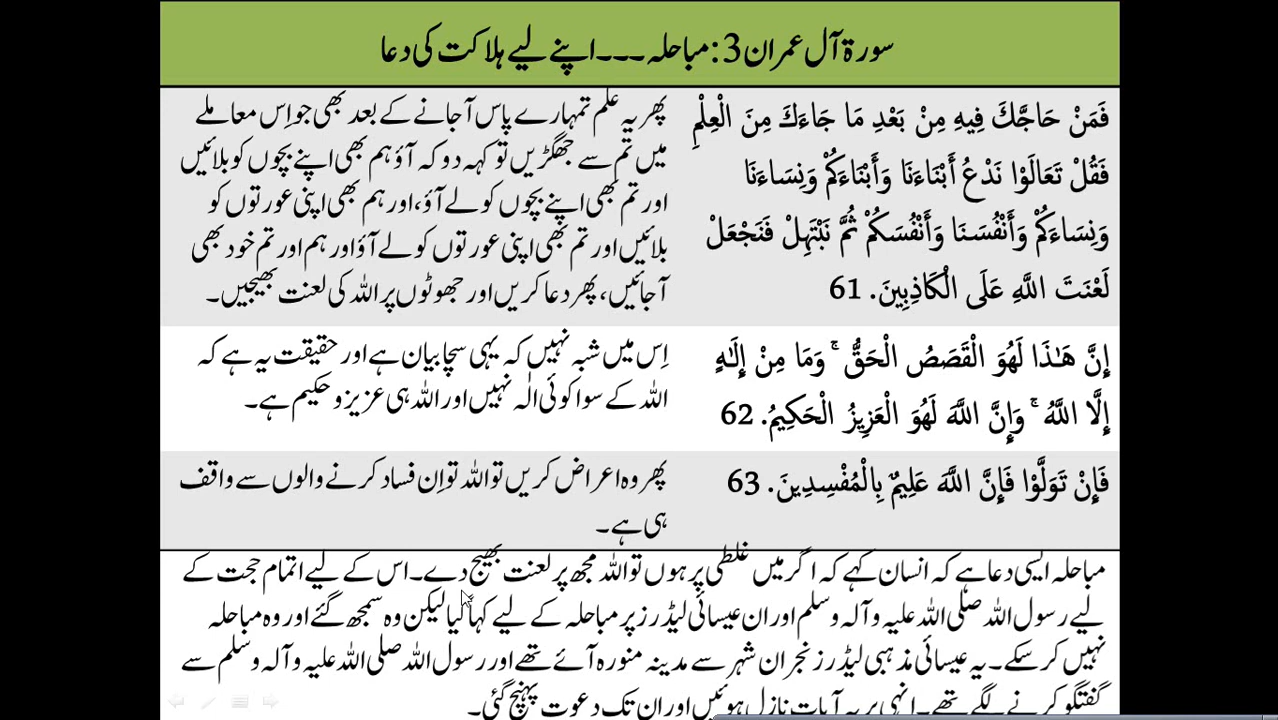 سورۃ آل عمران 3: مباحلہ ۔۔۔ اپنے لیے ہلاکت کی دعا
فَمَنْ حَاجَّكَ فِيهِ مِنْ بَعْدِ مَا جَاءَكَ مِنَ الْعِلْمِ
فَقُلْ تَعَالَوْا نَدْعُ أَبْنَاءَنَا وَأَبْنَاءَكُمْ وَنِسَاءَنَا
وَنِسَاءَكُمْ وَأَنْفُسَنَا وَأَنْفُسَكُمْ ثُمَّ نَبْتَهِلْ فَنَجْعَلْ
لَعْنَتَ اللَّهِ عَلَى الْكَاذِبِينَ. 61
پھر یہ علم تمہارے پاس آ جانے کے بعد بھی جو اِس معاملے
میں تم سے جھگڑیں تو کہہ دو کہ آؤ ہم بھی اپنے بچوں کو بلائیں
اور تم بھی اپنے بچوں کو لے آؤ، اور ہم بھی اپنی عورتوں کو
بلائیں اور تم بھی اپنی عورتوں کو لے آؤ اور ہم اور تم خود بھی
آ جائیں، پھر دعا کریں اور جھوٹوں پر اللہ کی لعنت بھیجیں۔
إِنَّ هَـٰذَا لَهُوَ الْقَصَصُ الْحَقُّ ۚ وَمَا مِنْ إِلَـٰهٍ
إِلَّا اللَّهُ ۚ وَإِنَّ اللَّهَ لَهُوَ الْعَزِيزُ الْحَكِيمُ. 62
اِس میں شبہ نہیں کہ یہی سچا بیان ہے اور حقیقت یہ ہے کہ
اللہ کے سوا کوئی الٰہ نہیں اور اللہ ہی عزیز و حکیم ہے۔
فَإِنْ تَوَلَّوْا فَإِنَّ اللَّهَ عَلِيمٌ بِالْمُفْسِدِينَ. 63
پھر وہ اعراض کریں تو اللہ تو اِن فساد کرنے والوں سے واقف
ہی ہے۔
مباحلہ ایسی دعا ہے کہ انسان کہے کہ اگر میں غلطی پر ہوں تو اللہ مجھ پر لعنت بھیج دے۔ اس کے لیے اتمام حجت کے
لیے رسول اللہ صلی اللہ علیہ وآلہ وسلم اور ان عیسائی لیڈرز پر مباحلہ کے لیے کہا گیا لیکن وہ سمجھ گئے اور وہ مباحلہ
نہیں کر سکے۔ یہ عیسائی مذہبی لیڈرز نجران شہر سے مدینہ منورہ آئے تھے اور رسول اللہ صلی اللہ علیہ وآلہ وسلم سے
گفتگو کرنے لگے تھے۔ انہی پر یہ آیات نازل ہوئیں اور ان تک دعوت پہنچ گئی۔